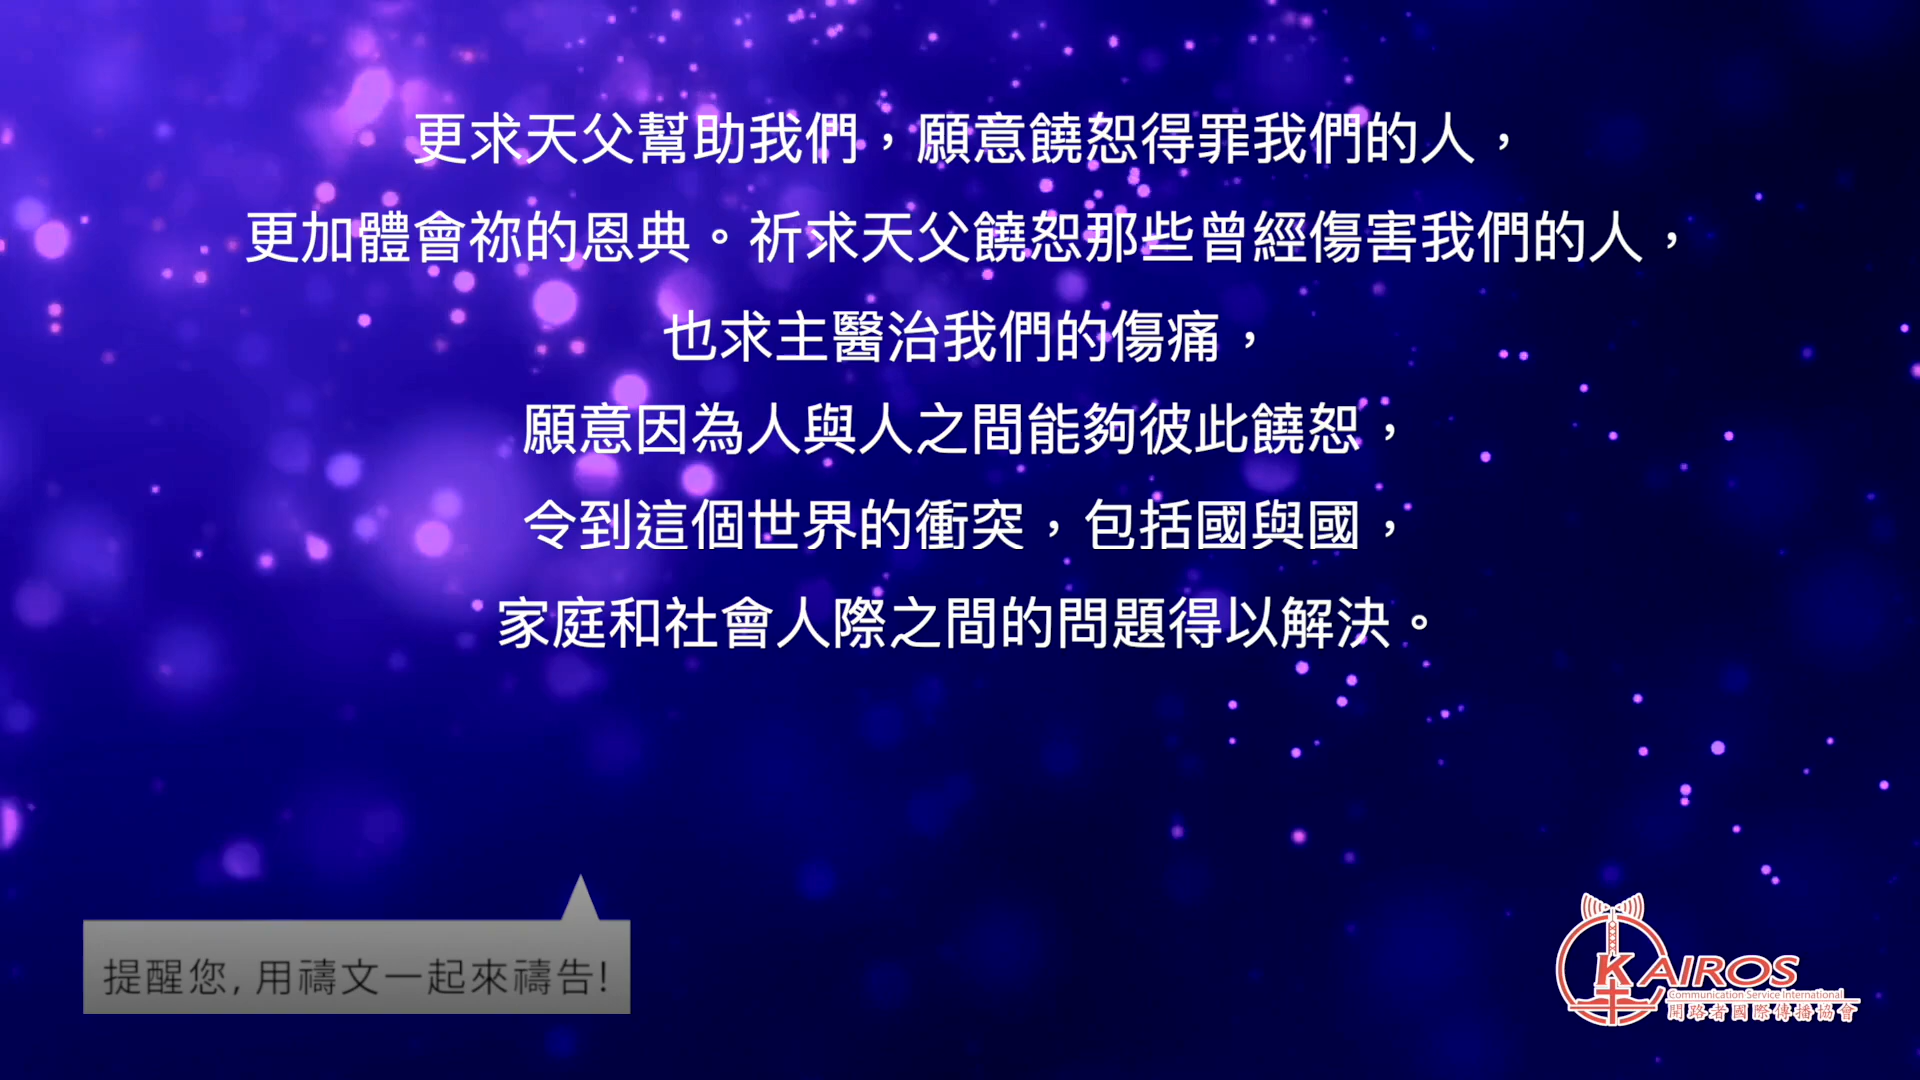 更求天父幫助我們，願意饒恕得罪我們的人，
更加體會祢的恩典。祈求天父饒恕那些曾經傷害我們的人，
也求主醫治我們的傷痛，
願意因為人與人之間能夠彼此饒恕，
令到這個世界的衝突，包括國與國，
家庭和社會人際之間的問題得以解決。
提醒您, 用禱文一起來禱告!
KAIROS
Communication Service International
開路者國際傳播協會